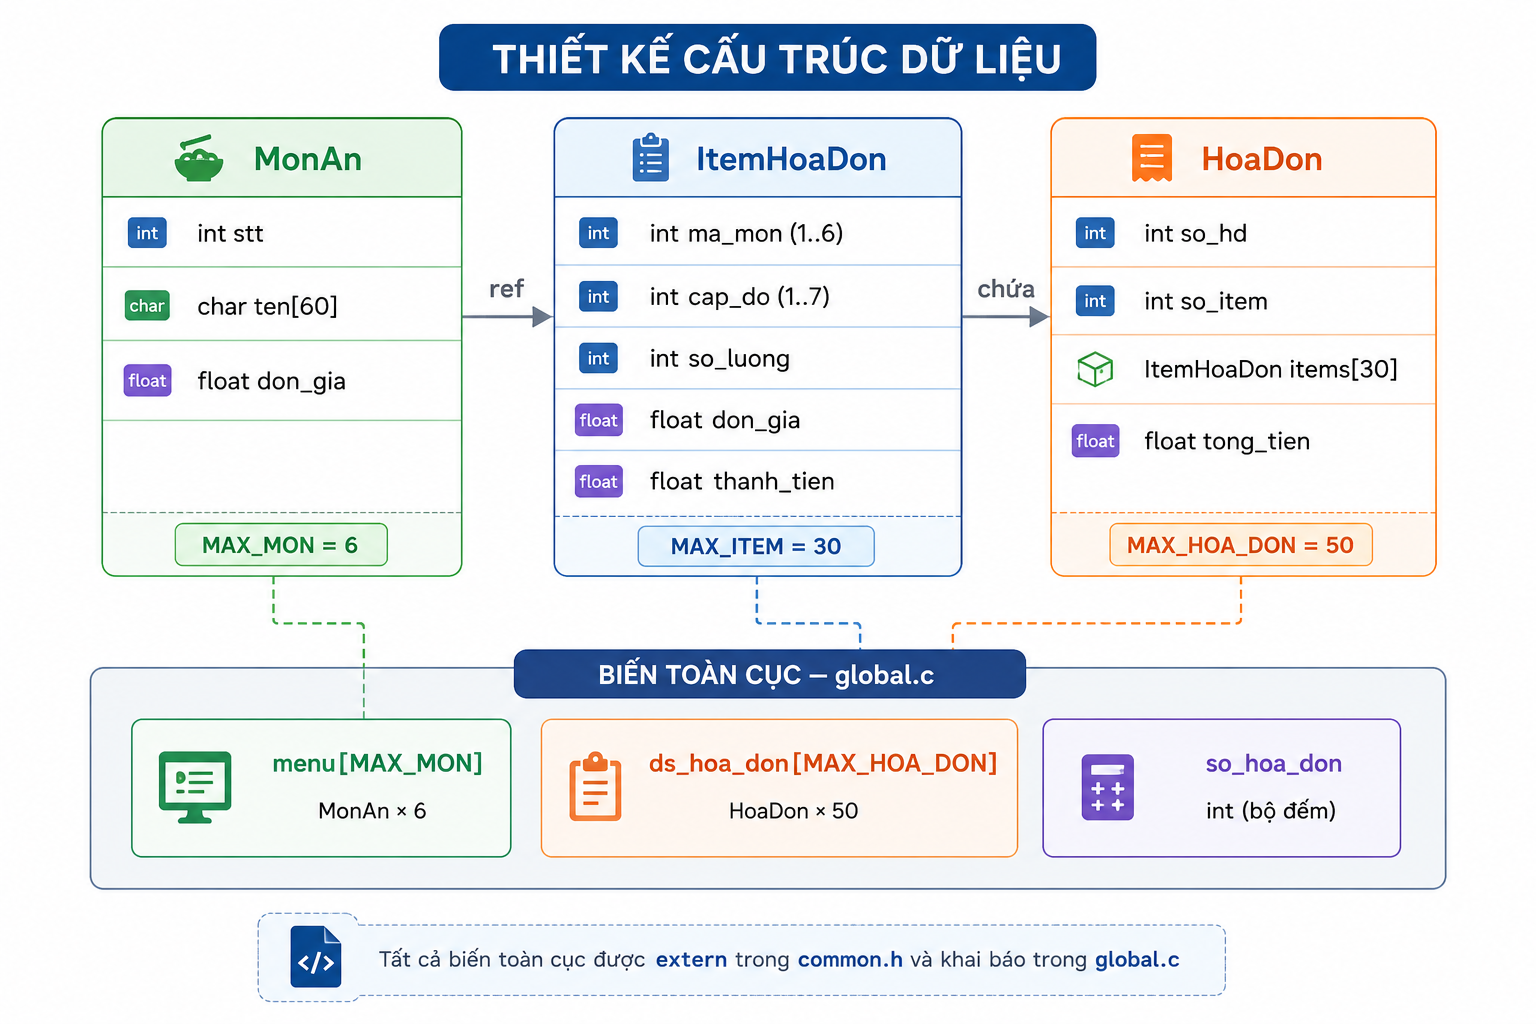 THIẾT KẾ CẤU TRÚC DỮ LIỆU
MonAn
int int stt
char char ten[60]
float float don_gia
MAX_MON = 6
ref
ItemHoaDon
int int ma_mon (1..6)
int int cap_do (1..7)
int int so_luong
float float don_gia
float float thanh_tien
MAX_ITEM = 30
chứa
HoaDon
int int so_hd
int int so_item
ItemHoaDon items[30]
float float tong_tien
MAX_HOA_DON = 50
BIẾN TOÀN CỤC – global.c
menu[MAX_MON]
MonAn × 6
ds_hoa_don[MAX_HOA_DON]
HoaDon × 50
so_hoa_don
int (bộ đếm)
</> Tất cả biến toàn cục được extern trong common.h và khai báo trong global.c